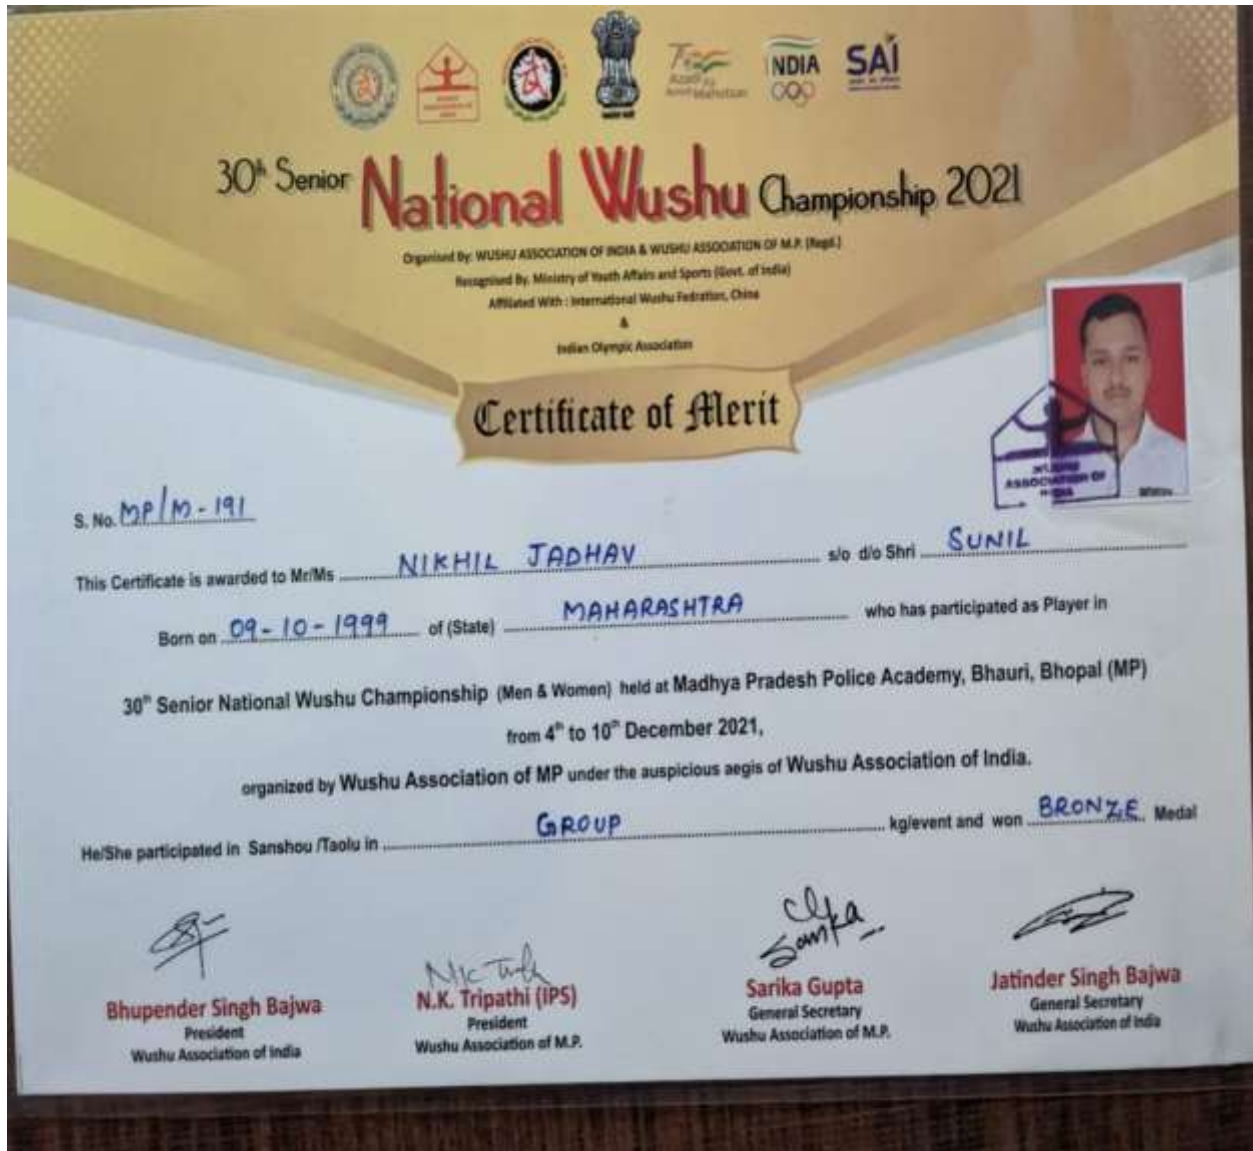 INDIA
SAI
30th Senior National Wushu Championship 2021
Organised By: WUSHU ASSOCIATION OF INDIA & WUSHU ASSOCIATION OF M.P. (Regd.)
Recognised By. Ministry of Youth Affairs and Sports (Govt. of India)
Affiliated With : International Wushu Fedration, China
&
Indian Olympic Association
Certificate of Merit
WUSHU
ASSOCIATION OF
INDIA
S. No. MP/M-191
This Certificate is awarded to Mr/Ms NIKHIL JADHAV s/o d/o Shri SUNIL
Born on 09-10-1999 of (State) MAHARASHTRA who has participated as Player in
30th Senior National Wushu Championship (Men & Women) held at Madhya Pradesh Police Academy, Bhauri, Bhopal (MP)
from 4th to 10th December 2021,
organized by Wushu Association of MP under the auspicious aegis of Wushu Association of India.
He/She participated in Sanshou /Taolu in GROUP kg/event and won BRONZE Medal
Bhupender Singh Bajwa
President
Wushu Association of India
N.K. Tripathi (IPS)
President
Wushu Association of M.P.
Sarika Gupta
General Secretary
Wushu Association of M.P.
Jatinder Singh Bajwa
General Secretary
Wushu Association of India